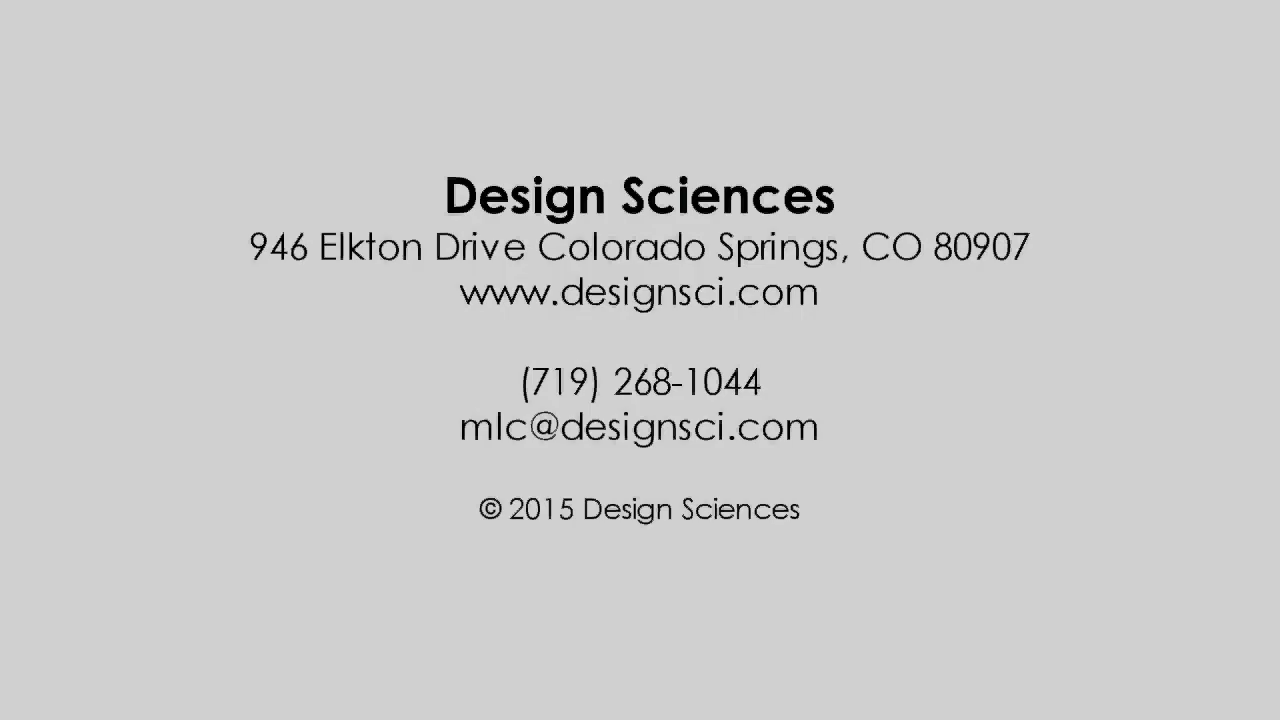 Design Sciences
946 Elkton Drive Colorado Springs, CO 80907
www.designsci.com
(719) 268-1044
mlc@designsci.com
© 2015 Design Sciences